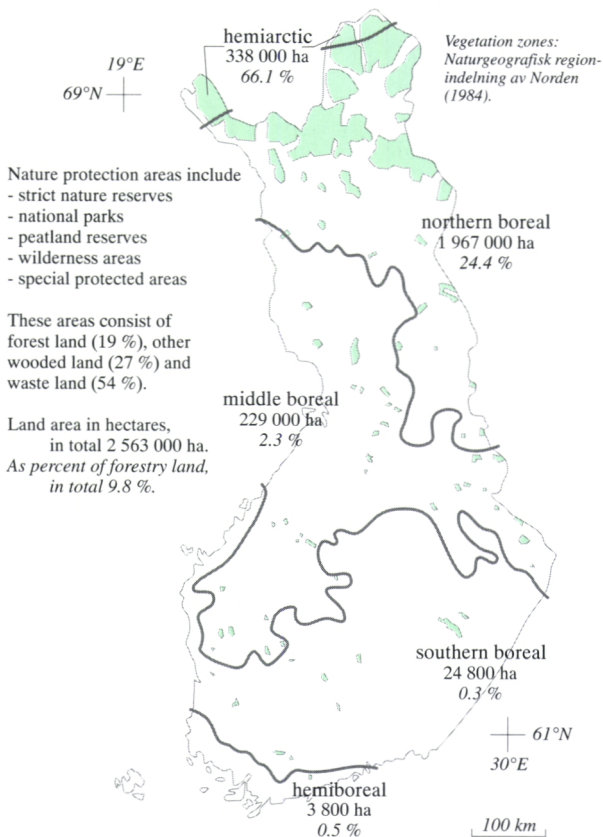 hemiarctic
338 000 ha
66.1 %
Vegetation zones:
Naturgeografisk region-
indelning av Norden
(1984).
19°E
69°N
Nature protection areas include
- strict nature reserves
- national parks
- peatland reserves
- wilderness areas
- special protected areas
northern boreal
1 967 000 ha
24.4 %
These areas consist of
forest land (19 %), other
wooded land (27 %) and
waste land (54 %).
middle boreal
229 000 ha
2.3 %
Land area in hectares,
in total 2 563 000 ha.
As percent of forestry land,
in total 9.8 %.
southern boreal
24 800 ha
0.3 %
61°N
30°E
hemiboreal
3 800 ha
0.5 %
100 km